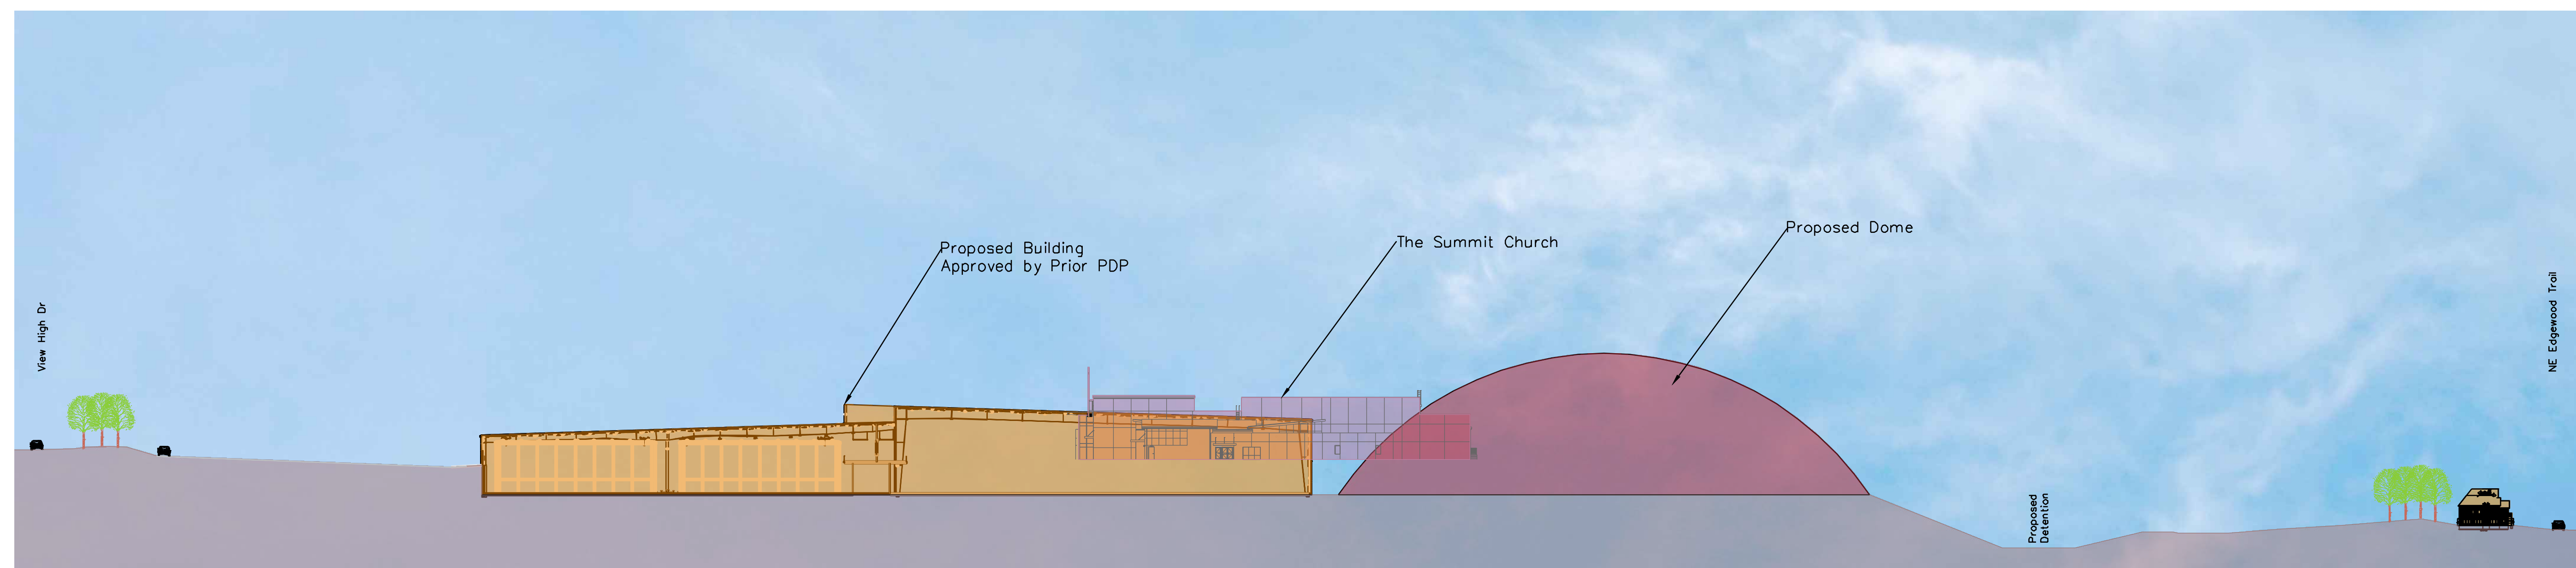 View High Dr
Proposed Building
Approved by Prior PDP
The Summit Church
Proposed Dome
Proposed
Detention
NE Edgewood Trail